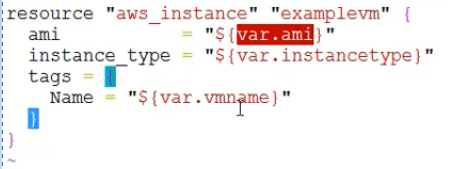 resource "aws_instance" "examplevm" {
  ami           = "${var.ami}"
  instance_type = "${var.instancetype}"
  tags = {
    Name = "${var.vmname}"
  }
}
~